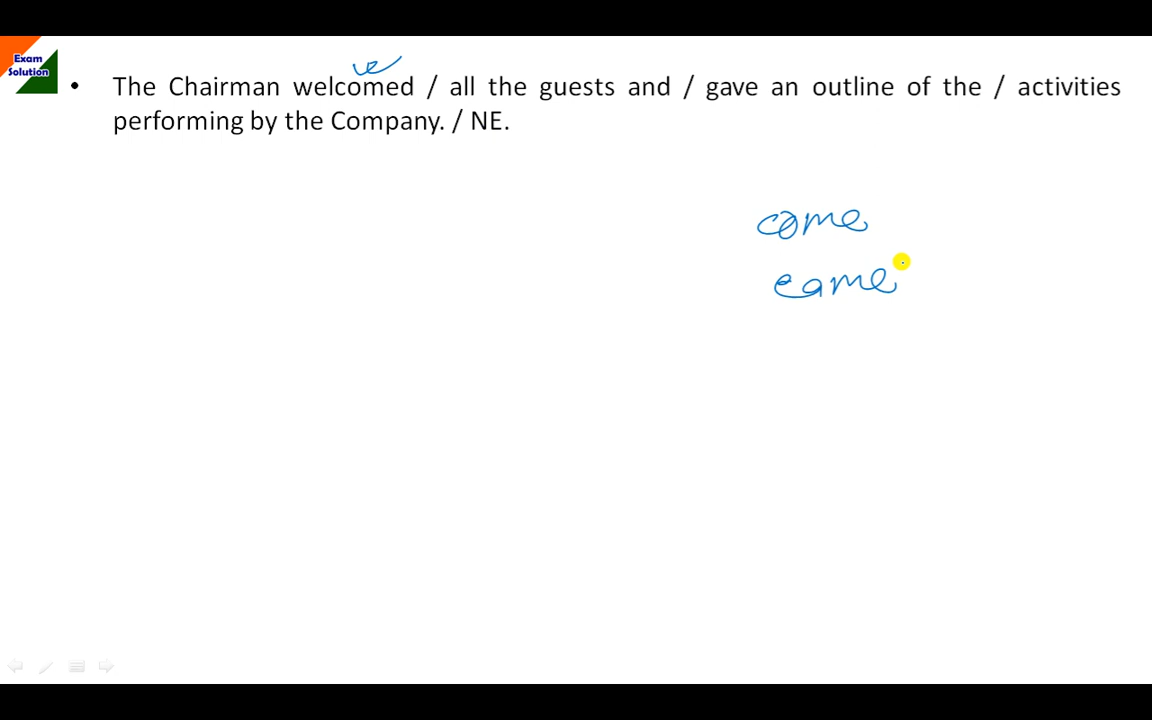 Exam
Solution
• The Chairman welcomed / all the guests and / gave an outline of the / activities
performing by the Company. / NE.
come
came